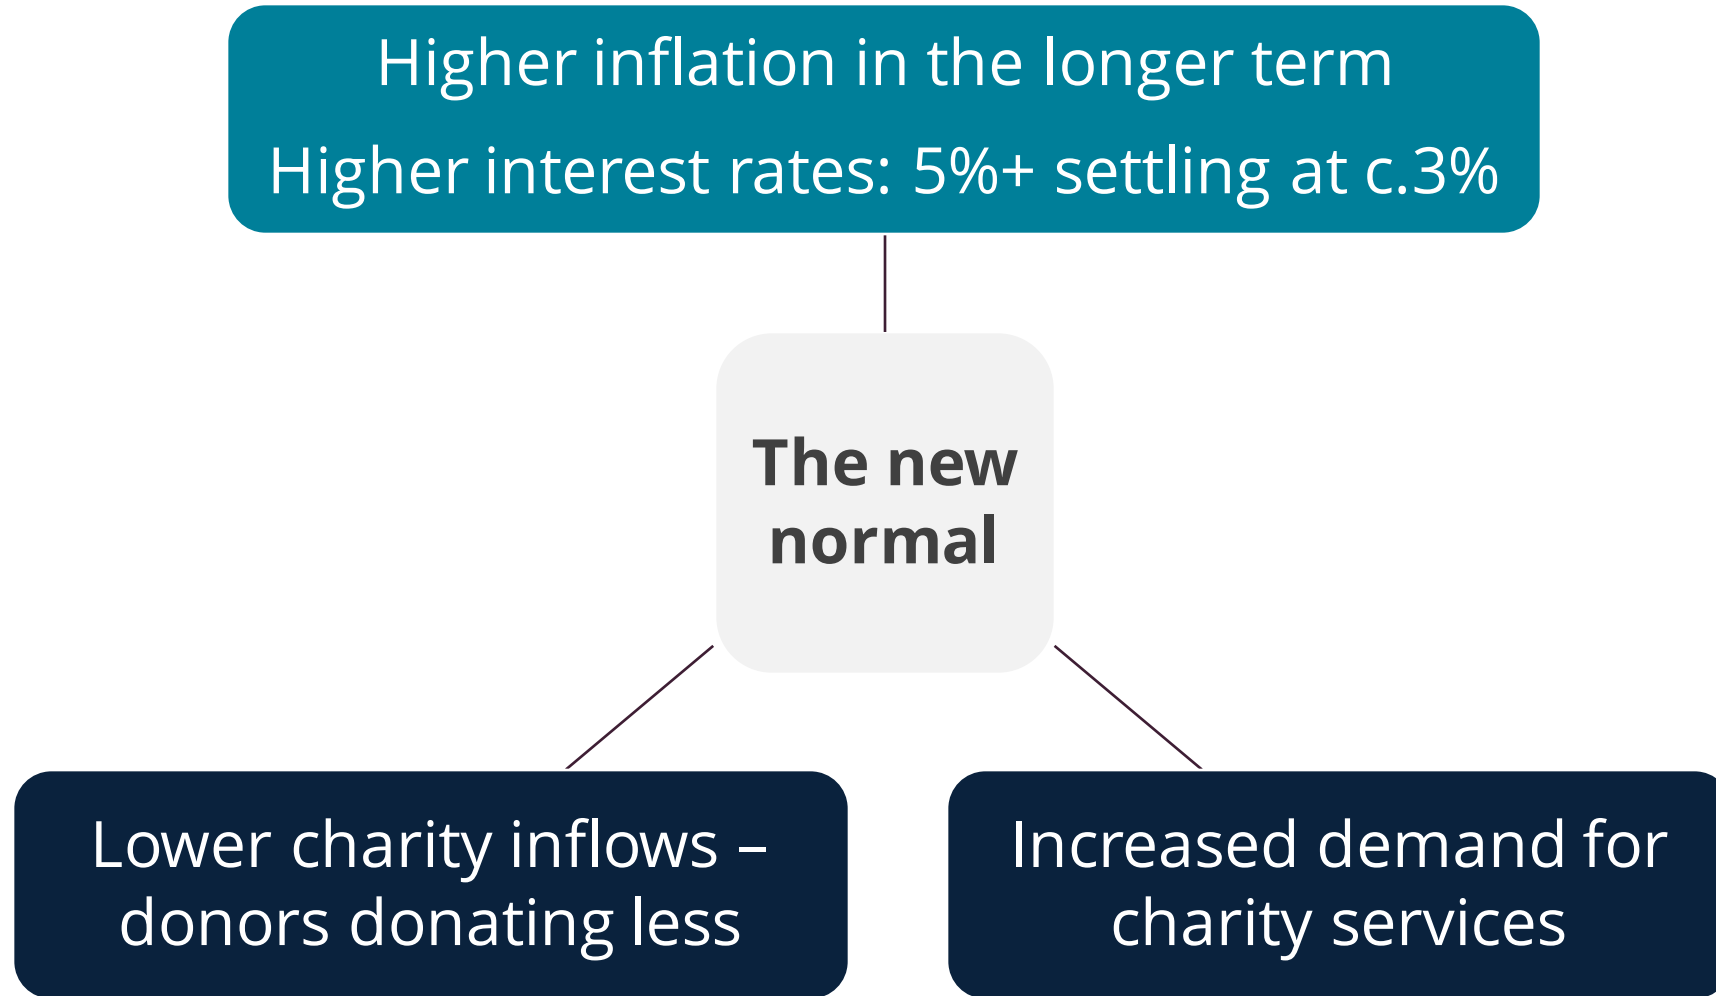 Higher inflation in the longer term
Higher interest rates: 5%+ settling at c.3%
The new
normal
Lower charity inflows –
donors donating less
Increased demand for
charity services